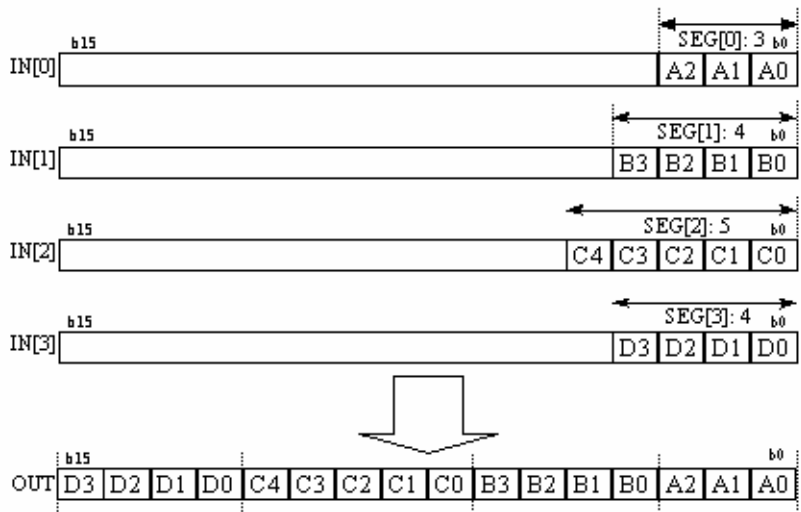 SEG[0]: 3
b15 b0
IN[0] A2 A1 A0
SEG[1]: 4
b15 b0
IN[1] B3 B2 B1 B0
SEG[2]: 5
b15 b0
IN[2] C4 C3 C2 C1 C0
SEG[3]: 4
b15 b0
IN[3] D3 D2 D1 D0
b15 b0
OUT D3 D2 D1 D0 C4 C3 C2 C1 C0 B3 B2 B1 B0 A2 A1 A0